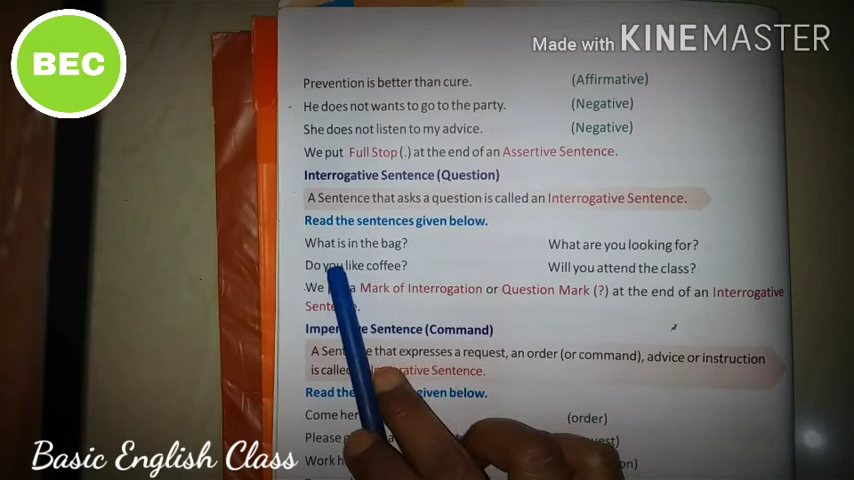 BEC
Made with KINEMASTER
Prevention is better than cure. (Affirmative)
He does not wants to go to the party. (Negative)
She does not listen to my advice. (Negative)
We put Full Stop (.) at the end of an Assertive Sentence.
Interrogative Sentence (Question)
A Sentence that asks a question is called an Interrogative Sentence.
Read the sentences given below.
What is in the bag? What are you looking for?
Do you like coffee? Will you attend the class?
We a Mark of Interrogation or Question Mark (?) at the end of an Interrogative
Sentence.
Imperative Sentence (Command)
A Sentence that expresses a request, an order (or command), advice or instruction
is called Imperative Sentence.
Read the given below.
Come here (order)
Please
Work
Basic English Class